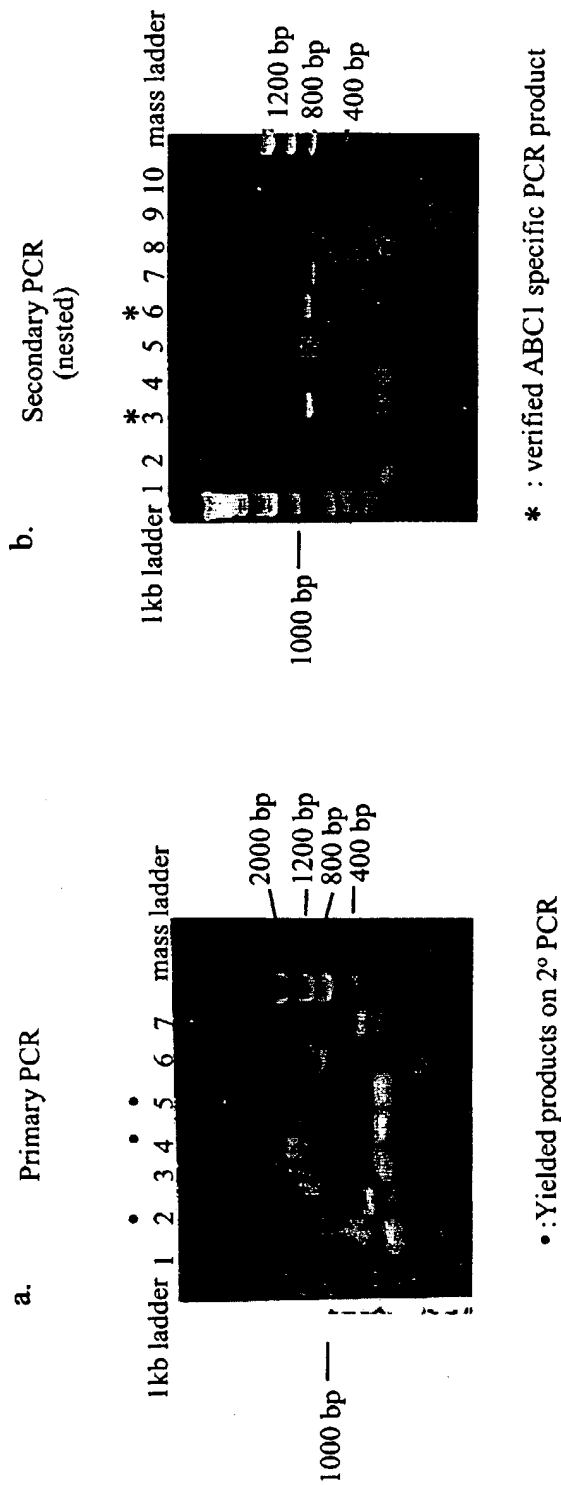 a.
Primary PCR
1kb ladder 1 2 3 4 5 6 7 mass ladder
1000 bp
2000 bp
1200 bp
800 bp
400 bp
• :Yielded products on 2º PCR
b.
Secondary PCR
(nested)
* *
1kb ladder 1 2 3 4 5 6 7 8 9 10 mass ladder
1000 bp
1200 bp
800 bp
400 bp
* : verified ABC1 specific PCR product